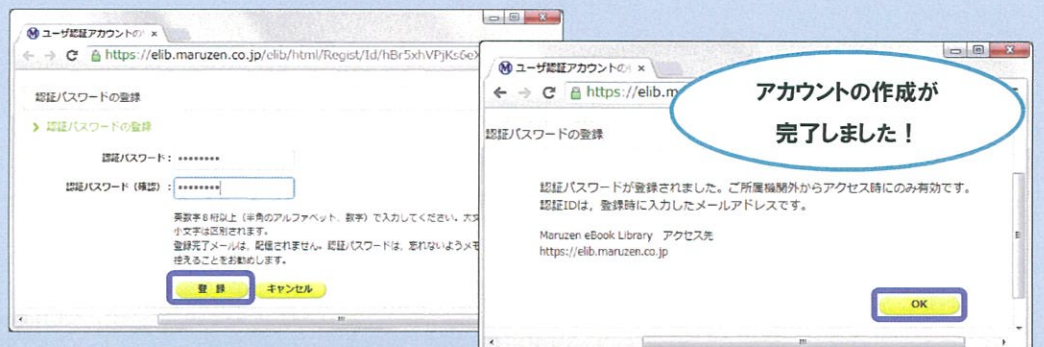 ユーザ認証アカウントの ×
https://elib.maruzen.co.jp/elib/html/Regist/Id/hBr5xhVPjKs6eX
認証パスワードの登録
認証パスワードの登録
認証パスワード: ••••••••
認証パスワード(確認): ••••••••
英数字8桁以上(半角のアルファベット、数字)で入力してください。大文
小文字は区別されます。
登録完了メールは、配信されません。認証パスワードは、忘れないようメモ
控えることをお勧めします。
登 録
キャンセル
ユーザ認証アカウントの ×
https://elib.m
アカウントの作成が
完了しました!
認証パスワードの登録
認証パスワードが登録されました。ご所属機関外からアクセス時にのみ有効です。
認証IDは,登録時に入力したメールアドレスです。
Maruzen eBook Library アクセス先
https://elib.maruzen.co.jp
OK